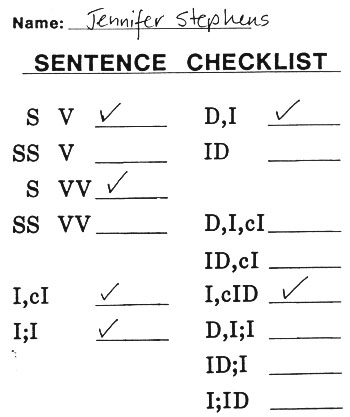 Name: Jennifer Stephens
SENTENCE CHECKLIST
S V ✓
SS V
S VV ✓
SS VV
I,cI ✓
I;I ✓
D,I ✓
ID
D,I,cI
ID,cI
I,cID ✓
D,I;I
ID;I
I;ID